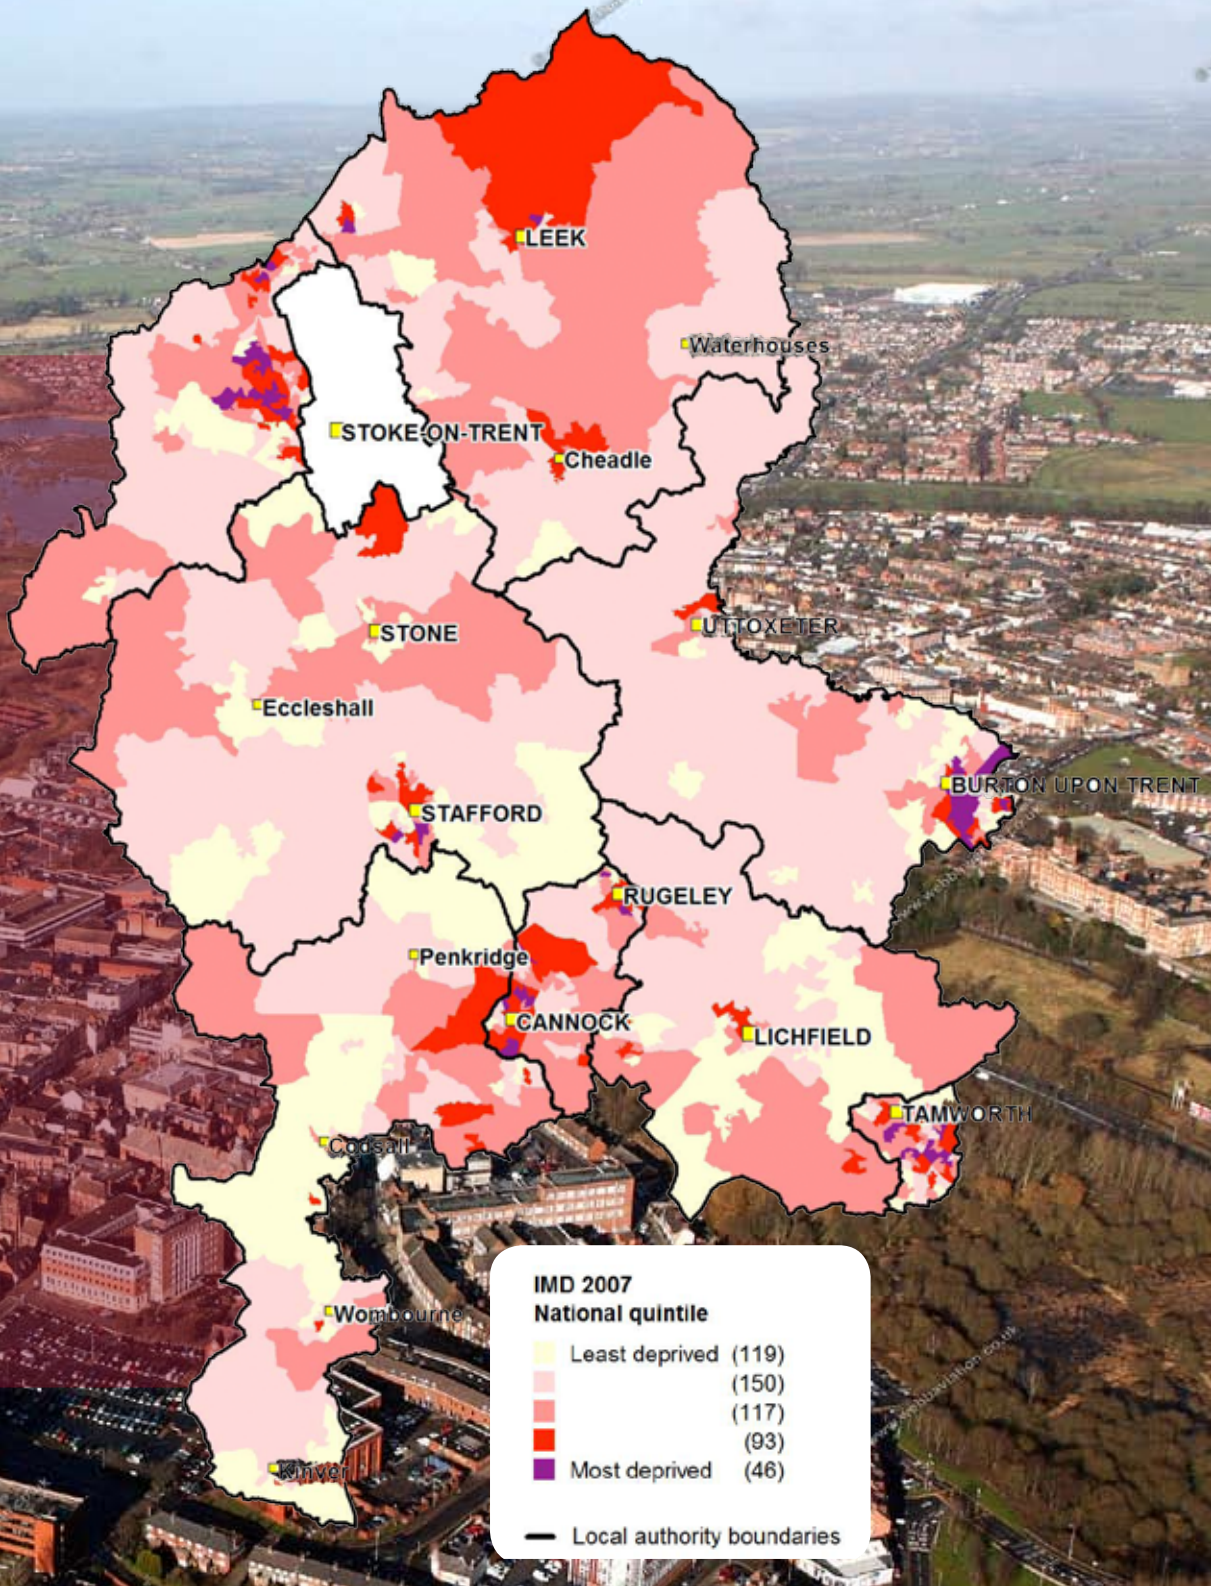 LEEK
Waterhouses
STOKE-ON-TRENT
Cheadle
UTTOXETER
STONE
Eccleshall
BURTON UPON TRENT
STAFFORD
RUGELEY
Penkridge
CANNOCK
LICHFIELD
TAMWORTH
Codsall
Wombourne
Kinver
IMD 2007
National quintile
Least deprived (119)
(150)
(117)
(93)
Most deprived (46)
Local authority boundaries